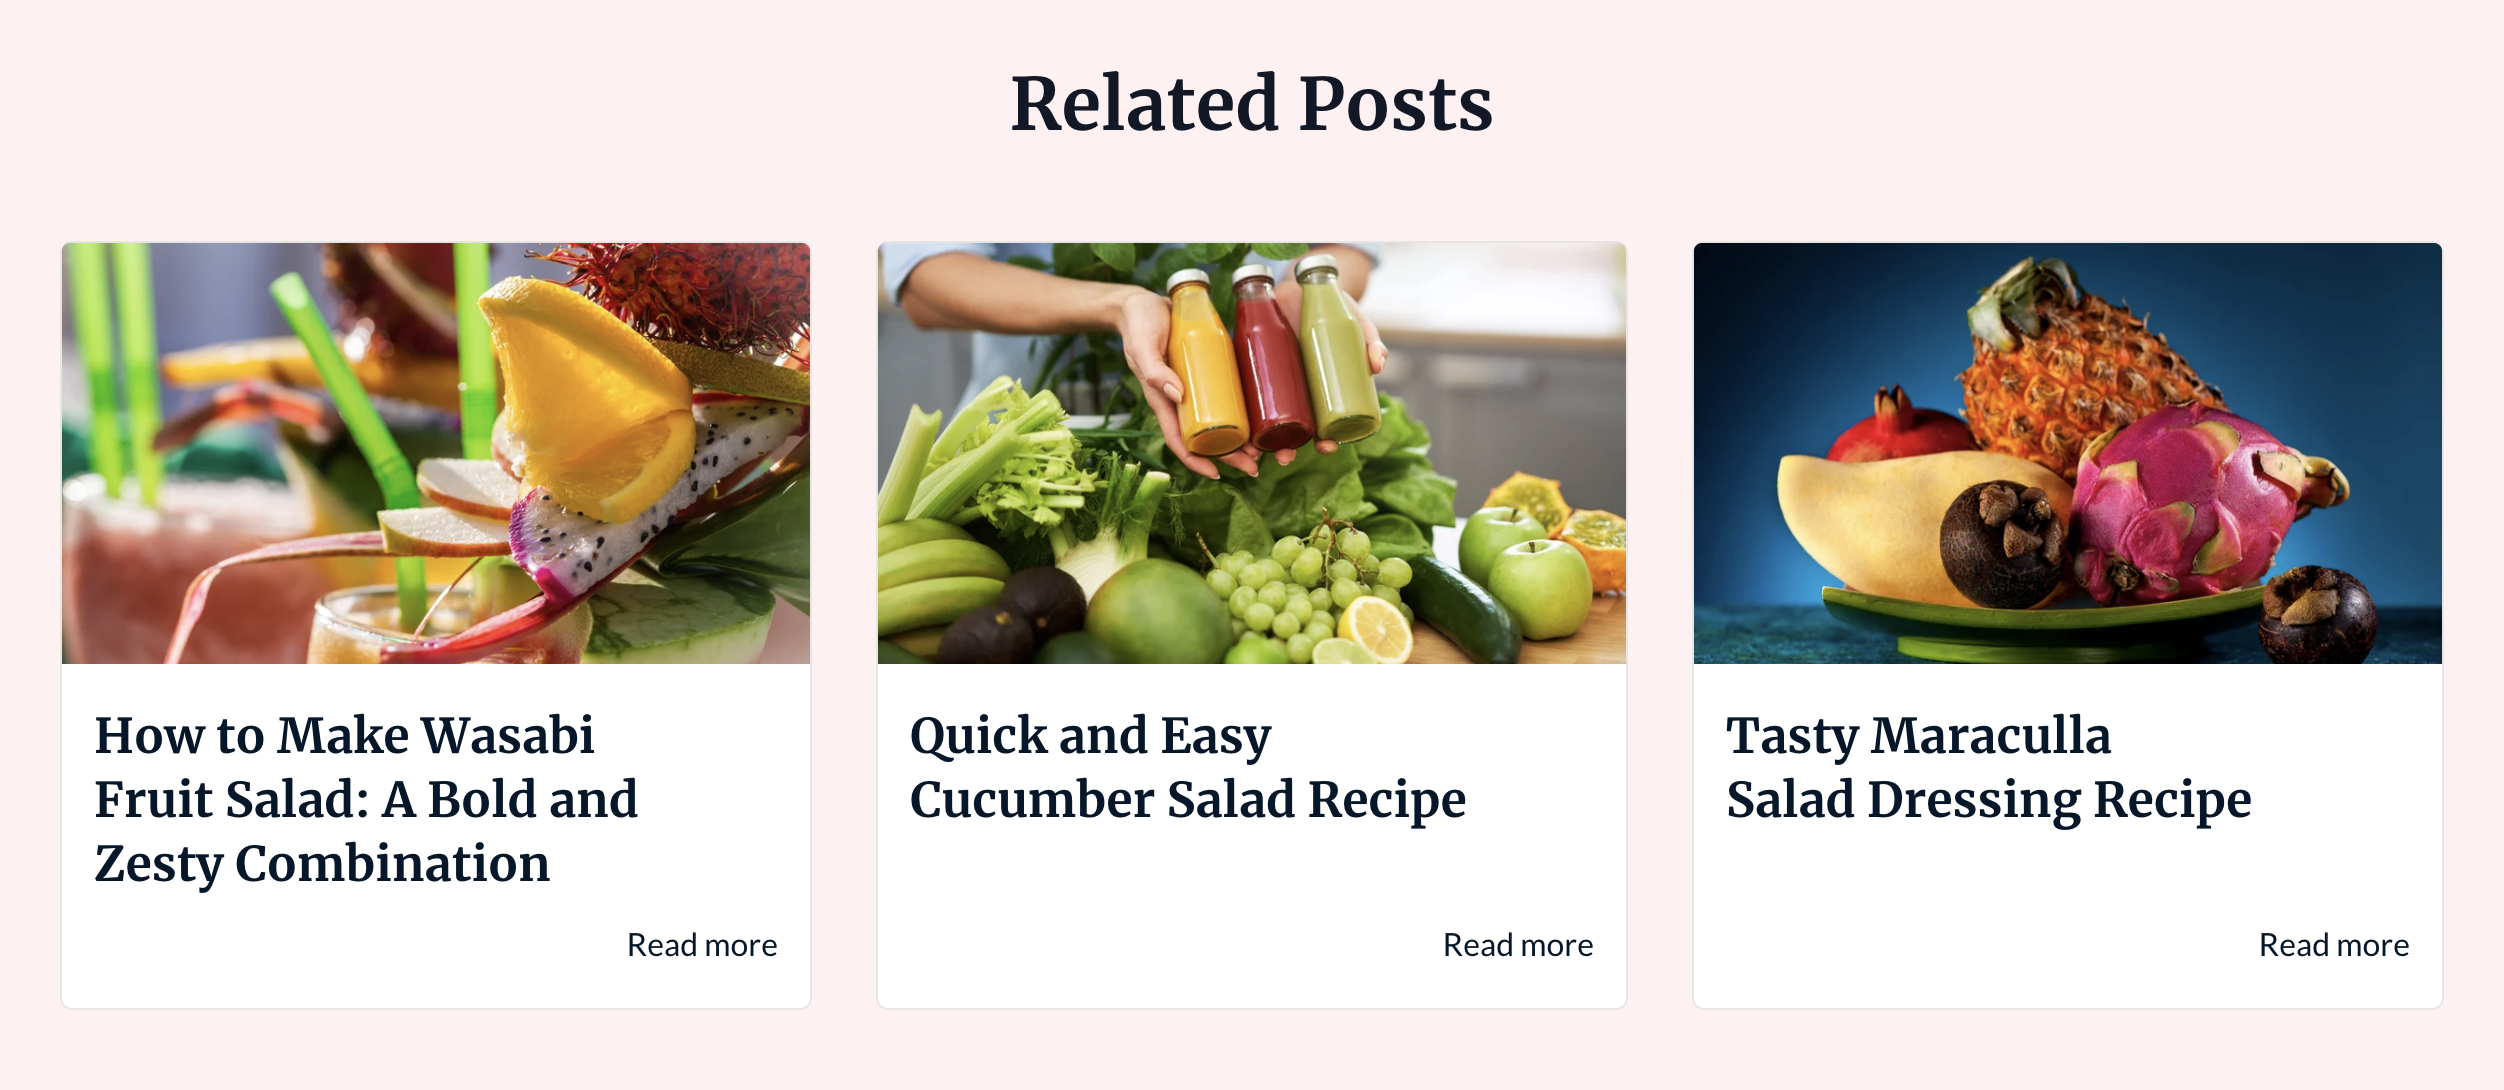 Related Posts
How to Make Wasabi
Fruit Salad: A Bold and
Zesty Combination
Read more
Quick and Easy
Cucumber Salad Recipe
Read more
Tasty Maraculla
Salad Dressing Recipe
Read more